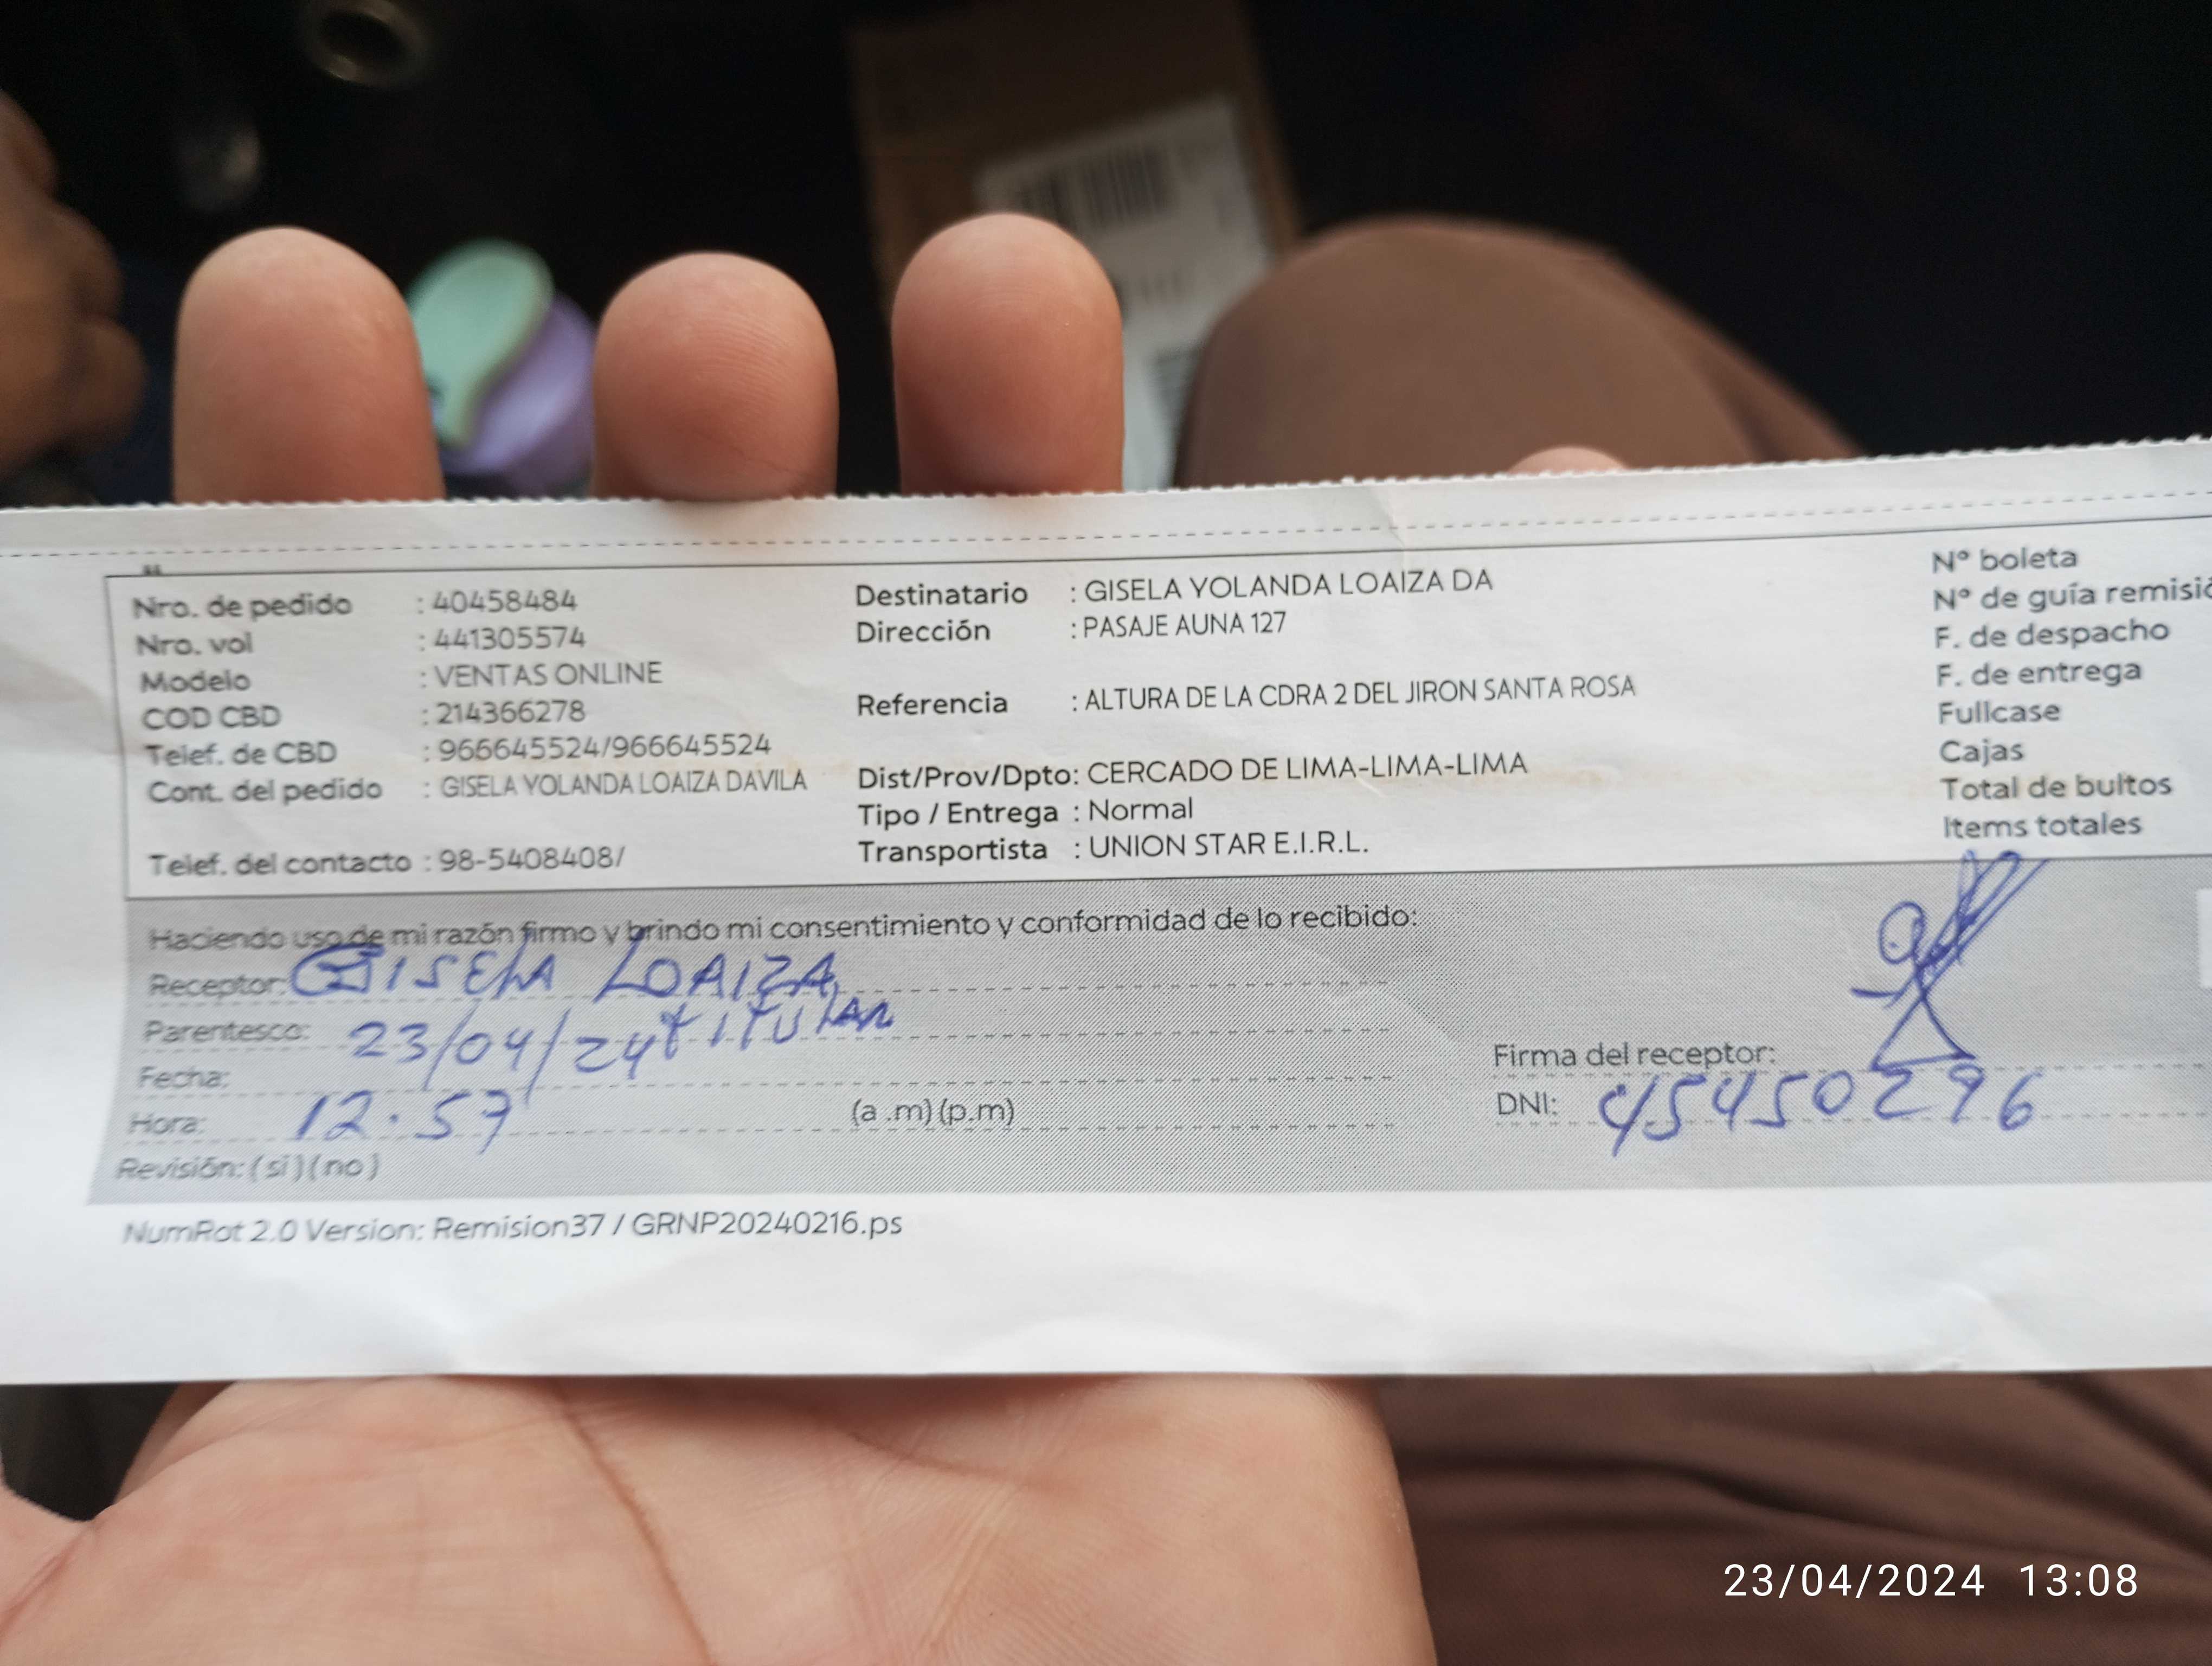 Nro. de pedido : 40458484
Nro. vol : 441305574
Modelo : VENTAS ONLINE
COD CBD : 214366278
Telef. de CBD : 966645524/966645524
Cont. del pedido : GISELA YOLANDA LOAIZA DAVILA
Telef. del contacto : 98-5408408/
Destinatario : GISELA YOLANDA LOAIZA DA
Dirección : PASAJE AUNA 127
Referencia : ALTURA DE LA CDRA 2 DEL JIRON SANTA ROSA
Dist/Prov/Dpto: CERCADO DE LIMA-LIMA-LIMA
Tipo / Entrega : Normal
Transportista : UNION STAR E.I.R.L.
Nº boleta
Nº de guía remisió
F. de despacho
F. de entrega
Fullcase
Cajas
Total de bultos
Items totales
Haciendo uso de mi razón firmo y brindo mi consentimiento y conformidad de lo recibido:
Receptor: GISELA LOAIZA
Parentesco: TITULAR
Fecha: 23/04/24
Hora: 12.57 (a .m) (p.m)
Revisión: ( si ) ( no )
Firma del receptor:
DNI: 45450296
NumRot 2.0 Version: Remision37 / GRNP20240216.ps
23/04/2024 13:08